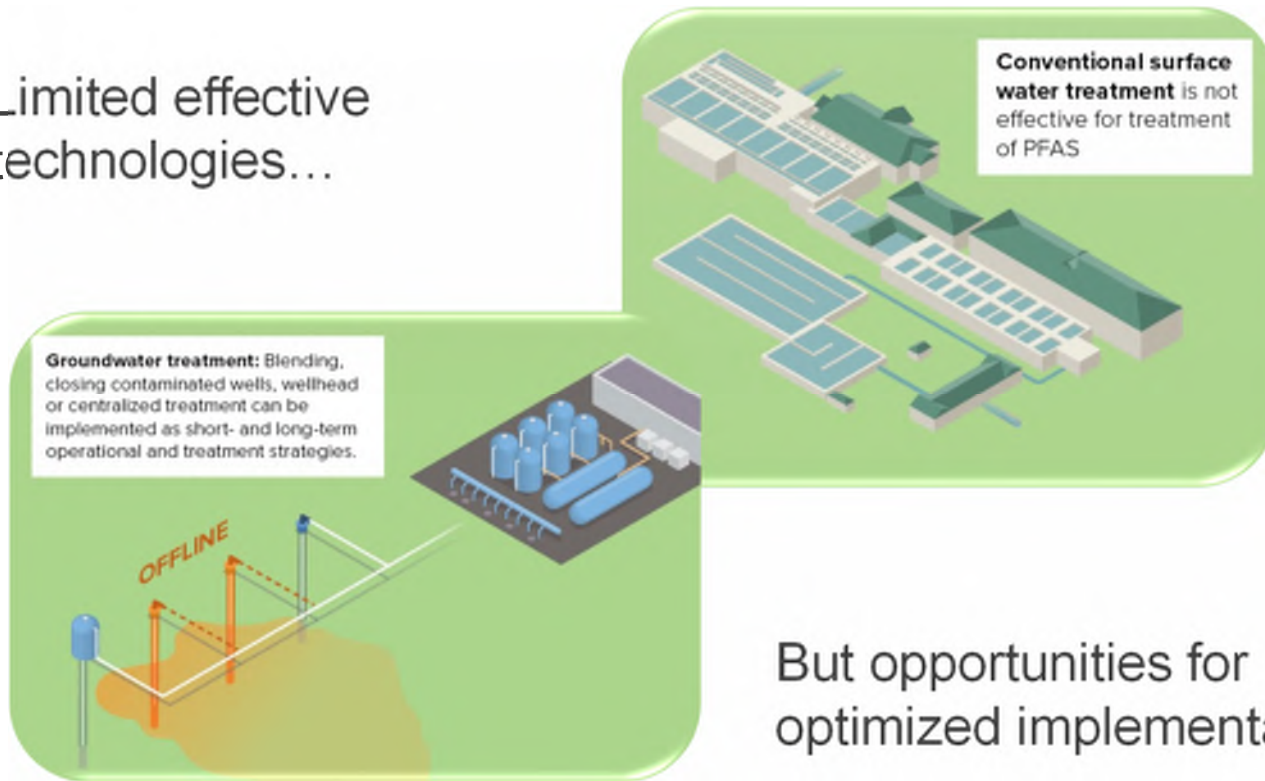 Limited effective
technologies...
Conventional surface
water treatment is not
effective for treatment
of PFAS
Groundwater treatment: Blending,
closing contaminated wells, wellhead
or centralized treatment can be
implemented as short- and long-term
operational and treatment strategies.
OFFLINE
But opportunities for
optimized